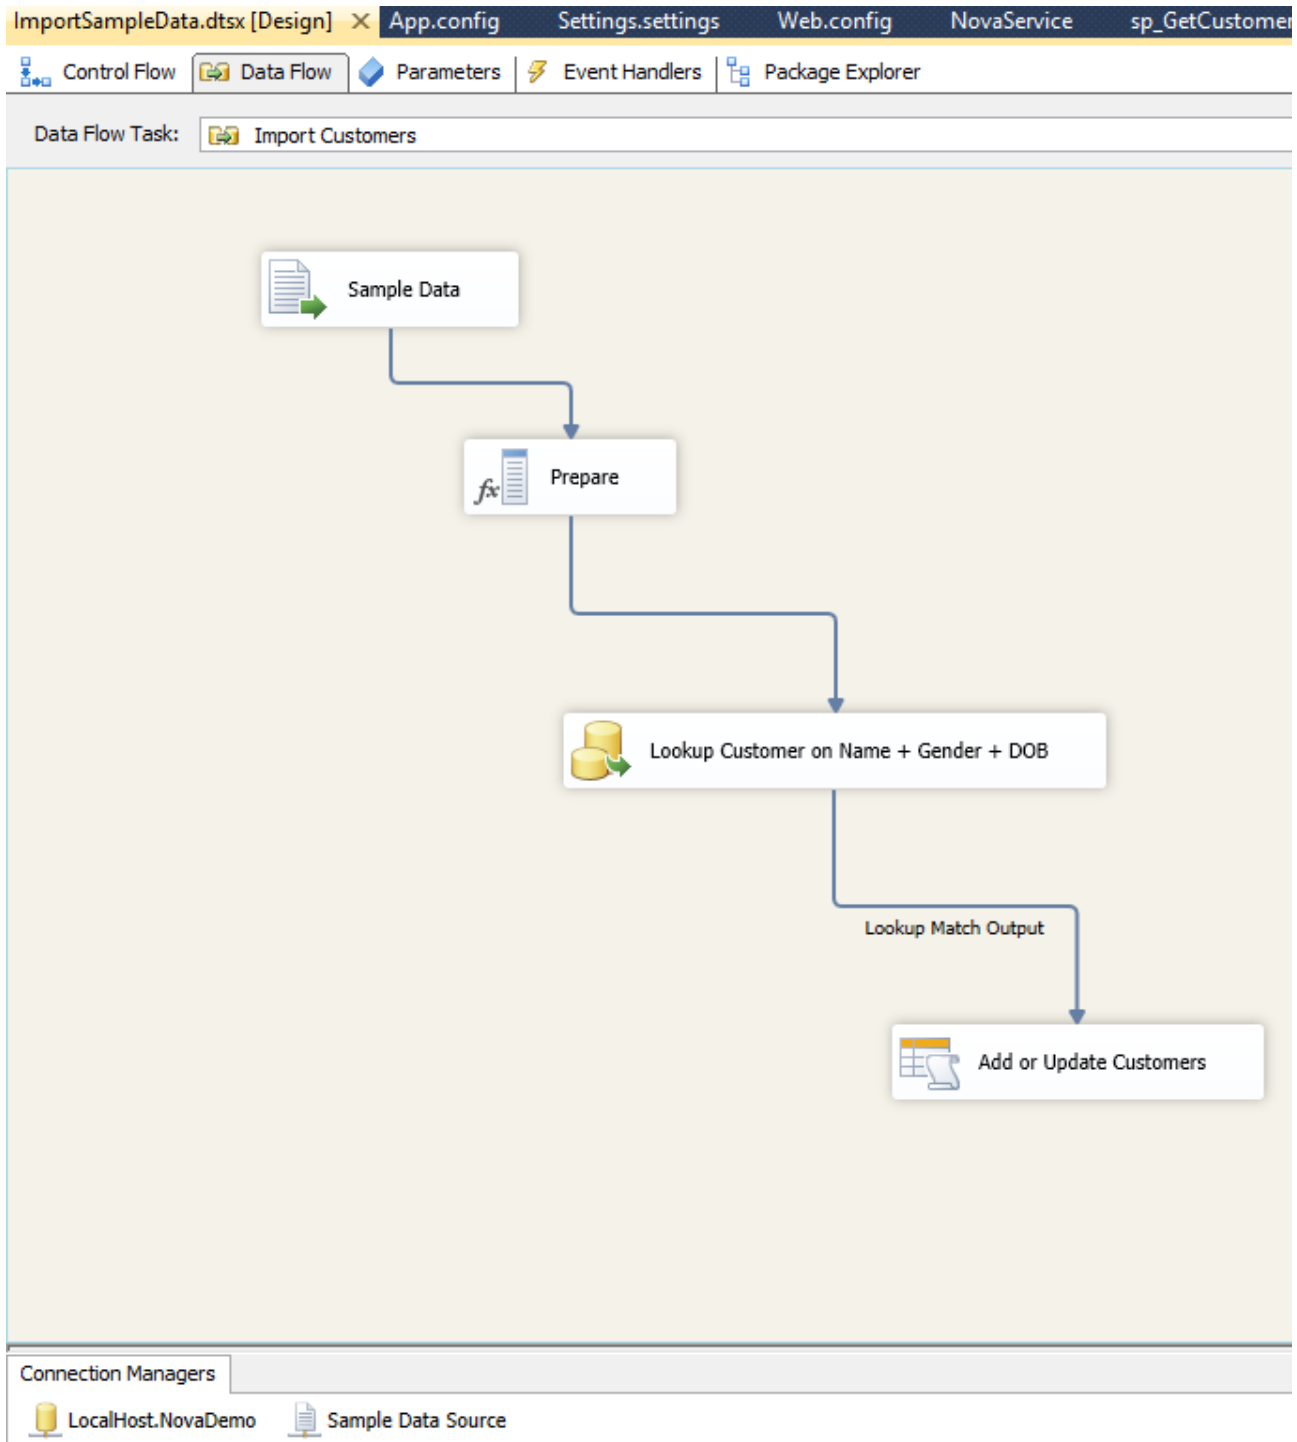 ImportSampleData.dtsx [Design] App.config Settings.settings Web.config NovaService sp_GetCustomer
Control Flow Data Flow Parameters Event Handlers Package Explorer
Data Flow Task: Import Customers
Sample Data
fx Prepare
Lookup Customer on Name + Gender + DOB
Lookup Match Output
Add or Update Customers
Connection Managers
LocalHost.NovaDemo Sample Data Source